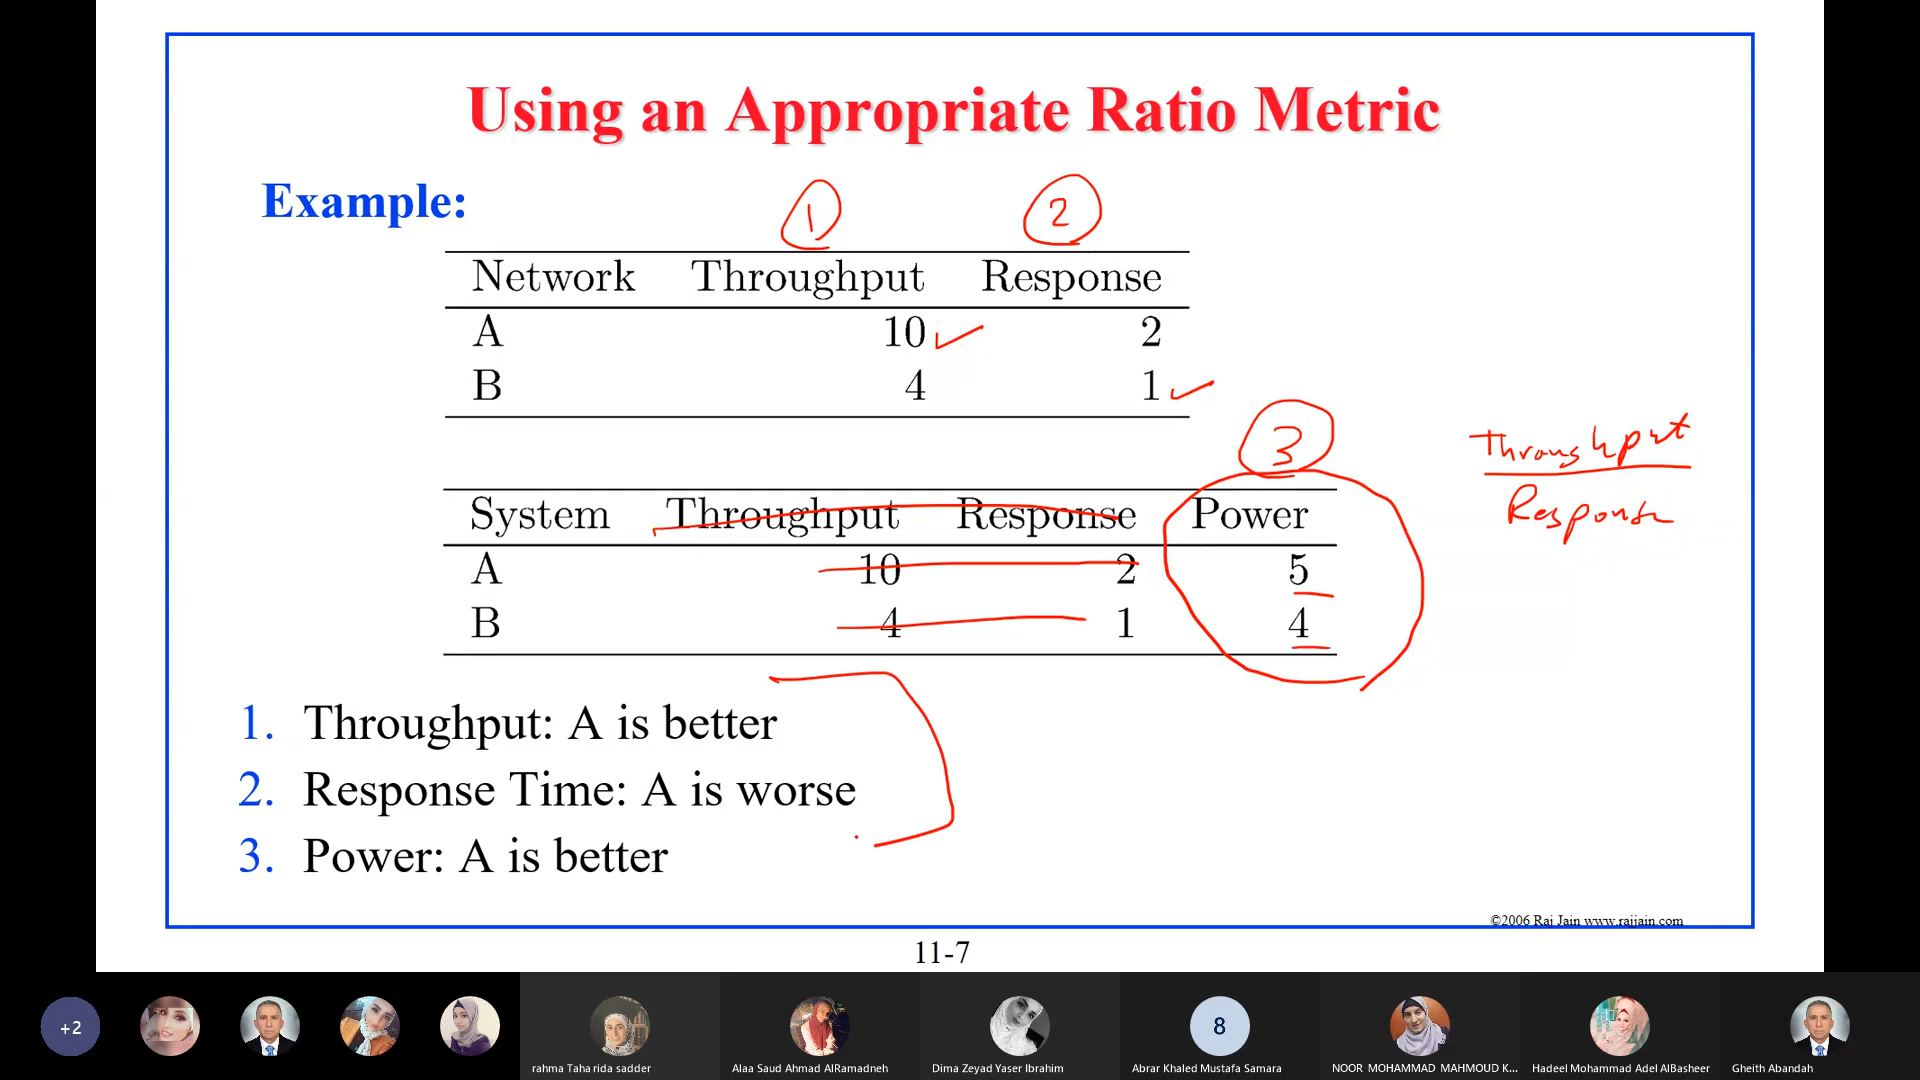 Using an Appropriate Ratio Metric
Example:
1 2
Network Throughput Response
A 10 2
B 4 1
3
Throughput
Response
System Throughput Response Power
A 10 2 5
B 4 1 4
1. Throughput: A is better
2. Response Time: A is worse
3. Power: A is better
©2006 Raj Jain www.rajjain.com
11-7
+2
8
rahma Taha rida sadder
Alaa Saud Ahmad AlRamadneh
Dima Zeyad Yaser Ibrahim
Abrar Khaled Mustafa Samara
NOOR MOHAMMAD MAHMOUD K...
Hadeel Mohammad Adel AlBasheer
Gheith Abandah